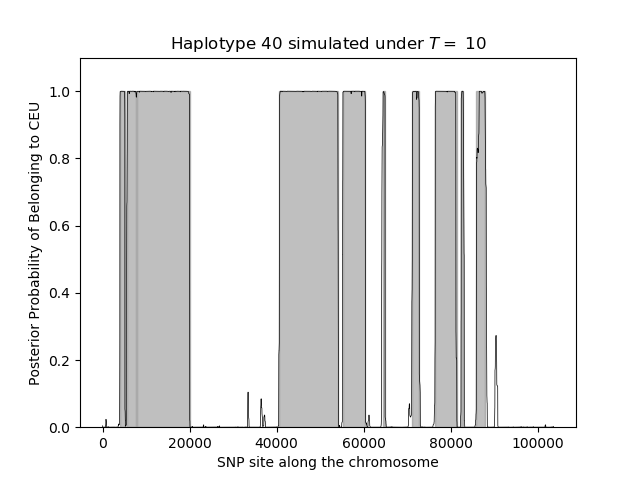 Haplotype 40 simulated under T = 10
Posterior Probability of Belonging to CEU
1.0
0.8
0.6
0.4
0.2
0.0
0 20000 40000 60000 80000 100000
SNP site along the chromosome